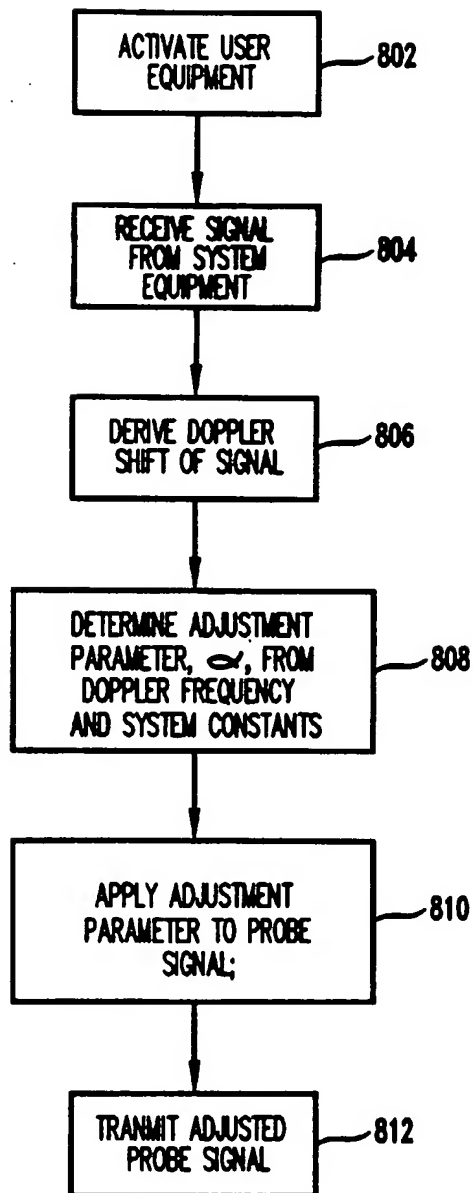 ACTIVATE USER
EQUIPMENT
802
RECEIVE SIGNAL
FROM SYSTEM
EQUIPMENT
804
DERIVE DOPPLER
SHIFT OF SIGNAL
806
DETERMINE ADJUSTMENT
PARAMETER, α, FROM
DOPPLER FREQUENCY
AND SYSTEM CONSTANTS
808
APPLY ADJUSTMENT
PARAMETER TO PROBE
SIGNAL;
810
TRANMIT ADJUSTED
PROBE SIGNAL
812